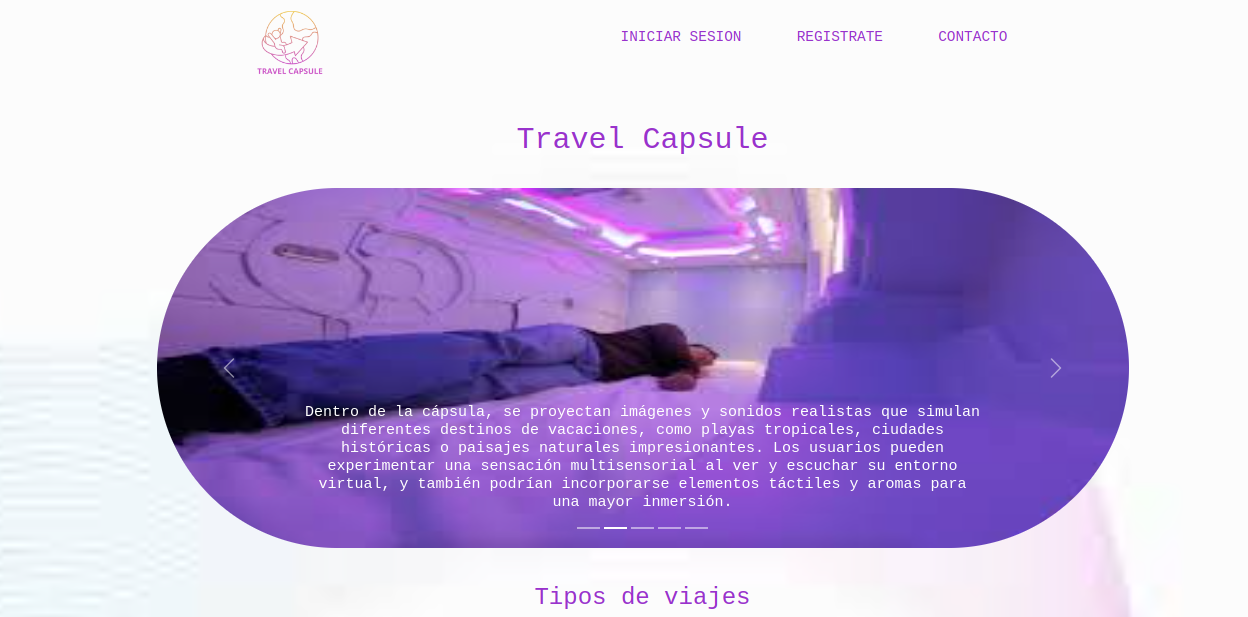 TRAVEL CAPSULE
INICIAR SESION
REGISTRATE
CONTACTO
Travel Capsule
Dentro de la cápsula, se proyectan imágenes y sonidos realistas que simulan
diferentes destinos de vacaciones, como playas tropicales, ciudades
históricas o paisajes naturales impresionantes. Los usuarios pueden
experimentar una sensación multisensorial al ver y escuchar su entorno
virtual, y también podrían incorporarse elementos táctiles y aromas para
una mayor inmersión.
Tipos de viajes